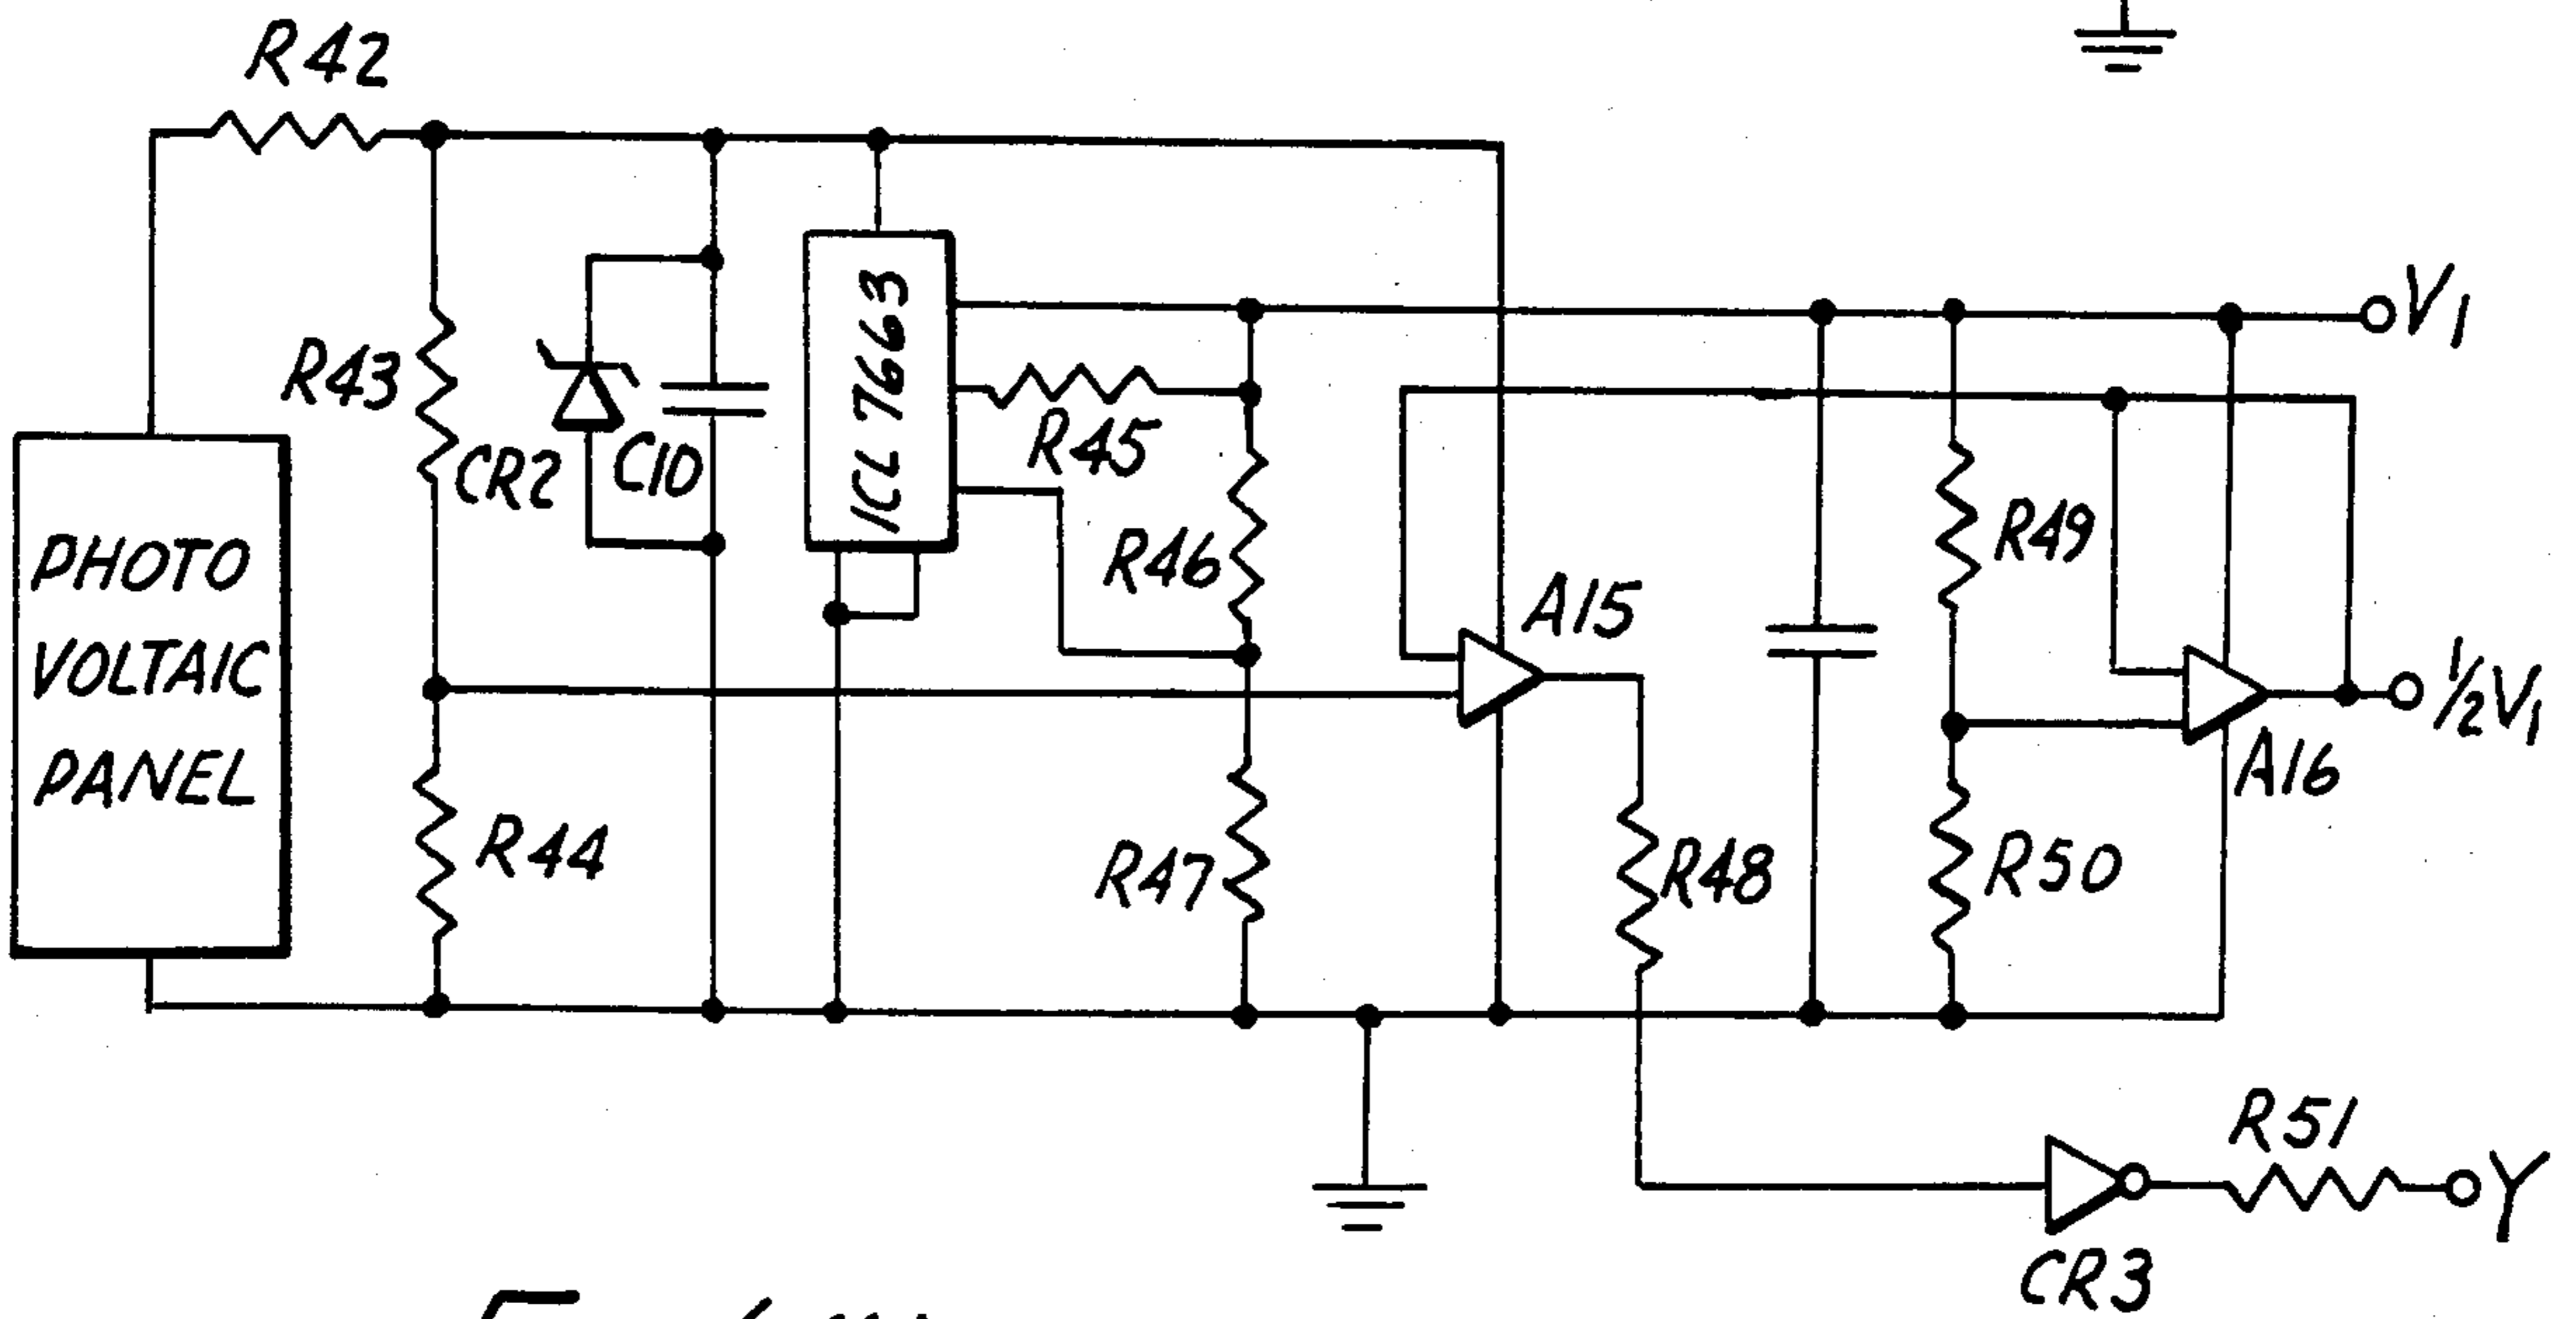 R42
R43
CR2
C10
ICL 7663
R45
R46
V1
PHOTO
VOLTAIC
PANEL
R44
R47
A15
R48
R49
R50
A16
1/2V1
R51
Y
CR3